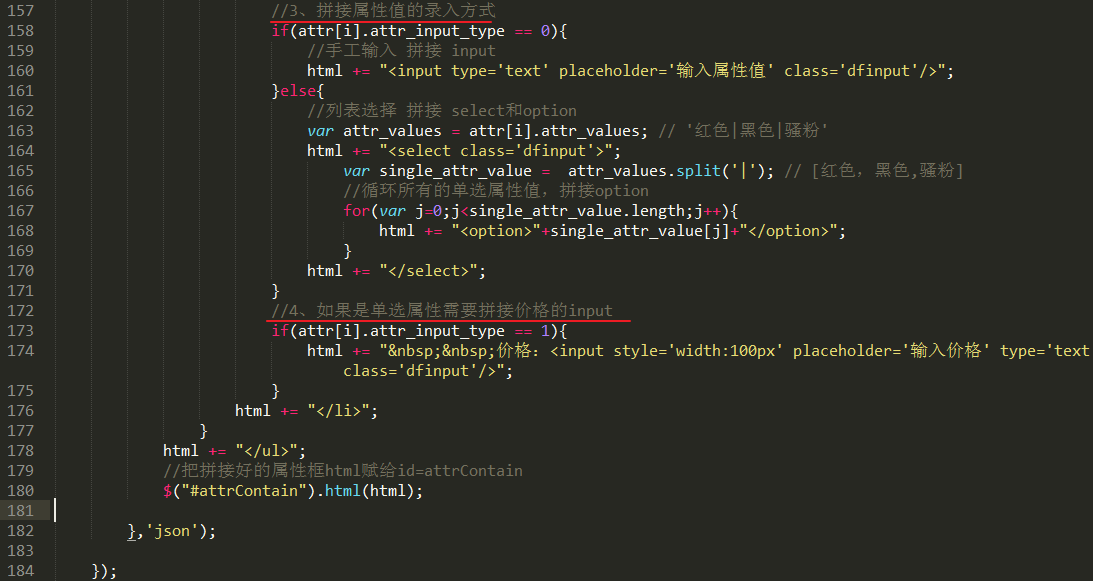 157 //3、拼接属性值的录入方式
158 if(attr[i].attr_input_type == 0){
159 //手工输入 拼接 input
160 html += "<input type='text' placeholder='输入属性值' class='dfinput'/>";
161 }else{
162 //列表选择 拼接 select和option
163 var attr_values = attr[i].attr_values; // '红色|黑色|骚粉'
164 html += "<select class='dfinput'>";
165 var single_attr_value =  attr_values.split('|'); // [红色，黑色,骚粉]
166 //循环所有的单选属性值，拼接option
167 for(var j=0;j<single_attr_value.length;j++){
168 html += "<option>"+single_attr_value[j]+"</option>";
169 }
170 html += "</select>";
171 }
172 //4、如果是单选属性需要拼接价格的input
173 if(attr[i].attr_input_type == 1){
174 html += "&nbsp;&nbsp;价格：<input style='width:100px' placeholder='输入价格' type='text
class='dfinput'/>";
175 }
176 html += "</li>";
177 }
178 html += "</ul>";
179 //把拼接好的属性框html赋给id=attrContain
180 $("#attrContain").html(html);
181
182 },'json');
183
184 });